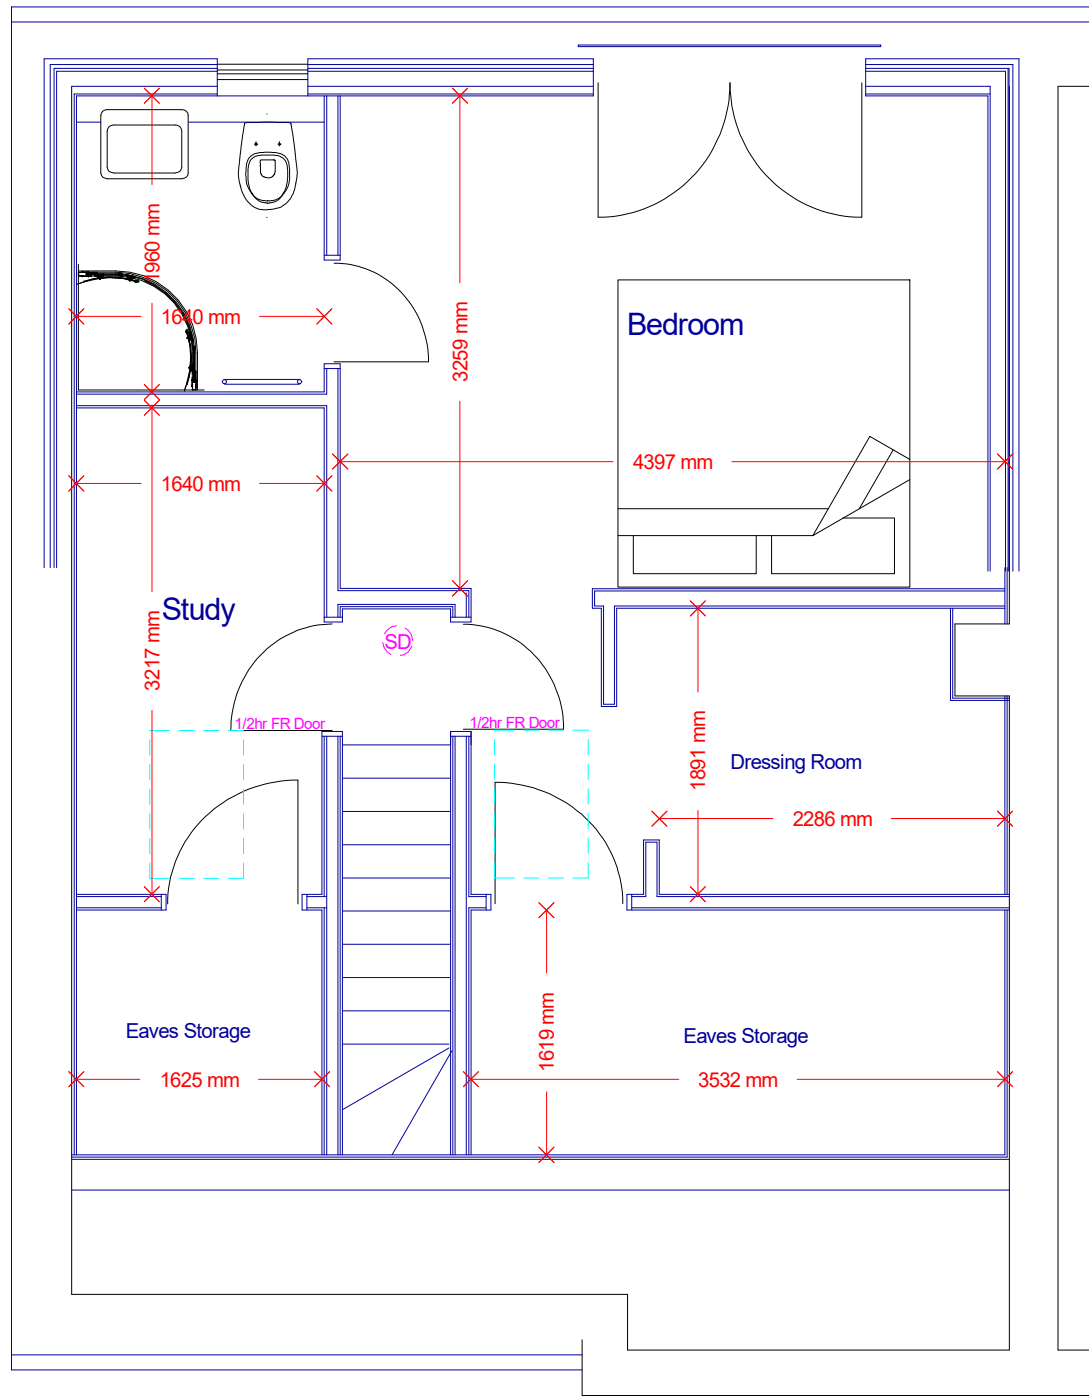 1960 mm
1640 mm
3259 mm
Bedroom
4397 mm
1640 mm
Study
3217 mm
SD
1/2hr FR Door
1/2hr FR Door
1891 mm
Dressing Room
2286 mm
Eaves Storage
1625 mm
1619 mm
Eaves Storage
3532 mm